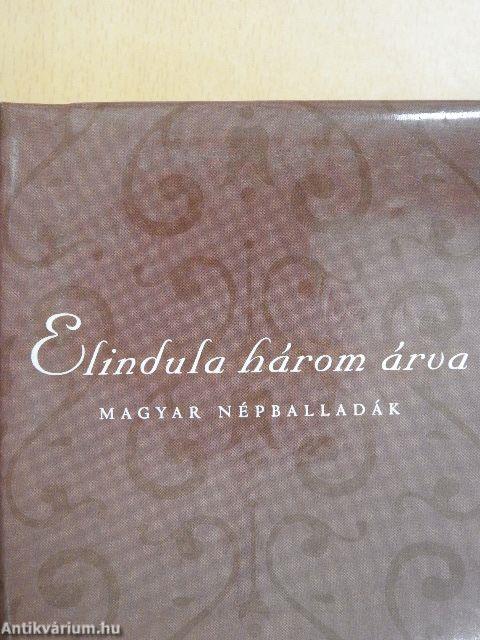 Elindula három árva
MAGYAR NÉPBALLADÁK
Antikvárium.hu